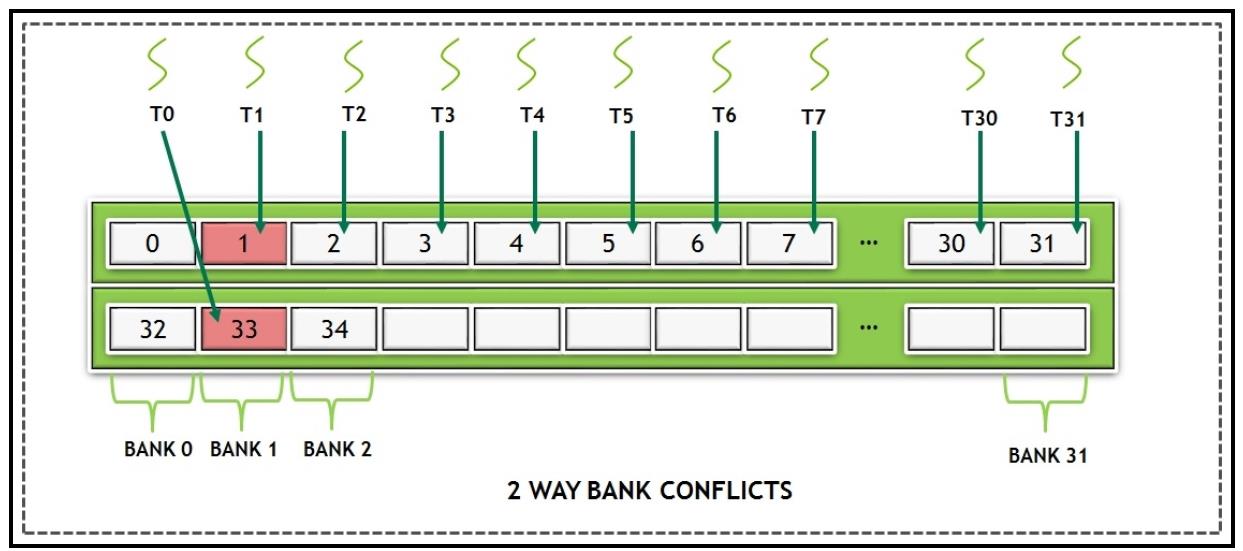 T0 T1 T2 T3 T4 T5 T6 T7 T30 T31
0 1 2 3 4 5 6 7 ... 30 31
32 33 34 ...
BANK 0 BANK 1 BANK 2 BANK 31
2 WAY BANK CONFLICTS